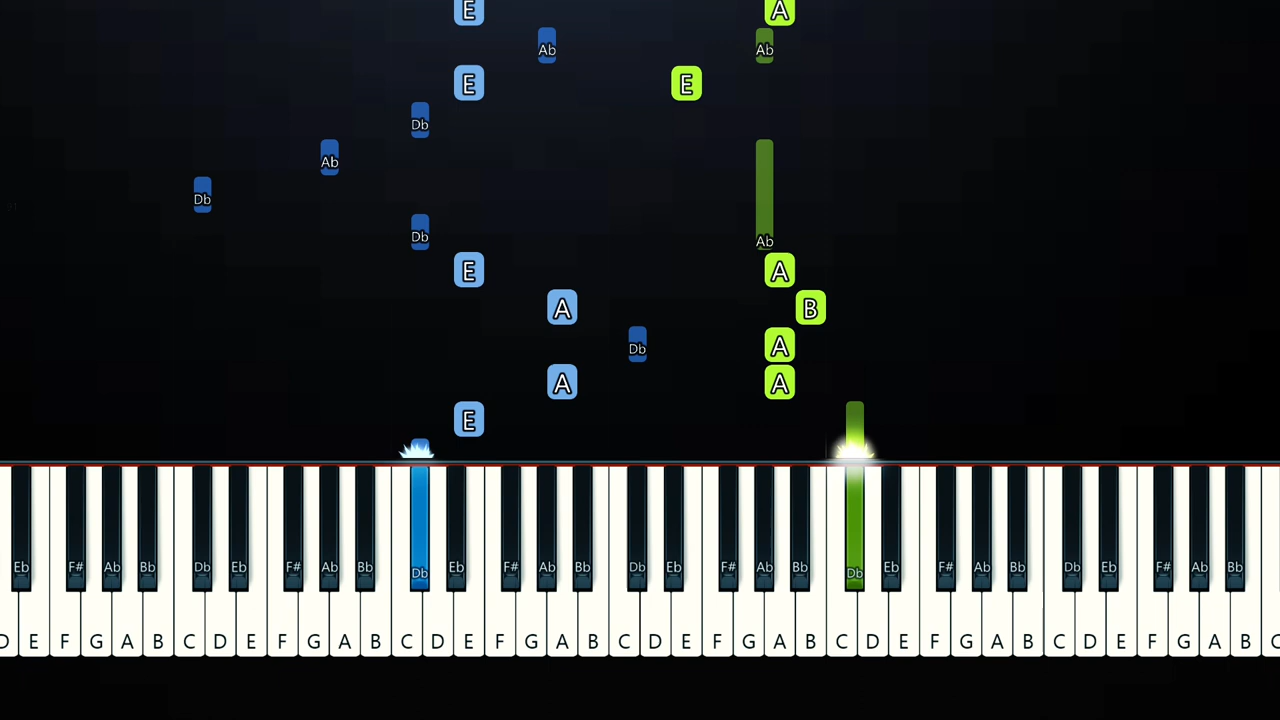 E A
Ab Ab
E E
Db
Ab
Db
Db Ab
E A
A B
Db A
A A
E
Eb F# Ab Bb Db Eb F# Ab Bb Db Eb F# Ab Bb Db Eb F# Ab Bb Db Eb F# Ab Bb Db Eb F# Ab Bb
D E F G A B C D E F G A B C D E F G A B C D E F G A B C D E F G A B C D E F G A B C